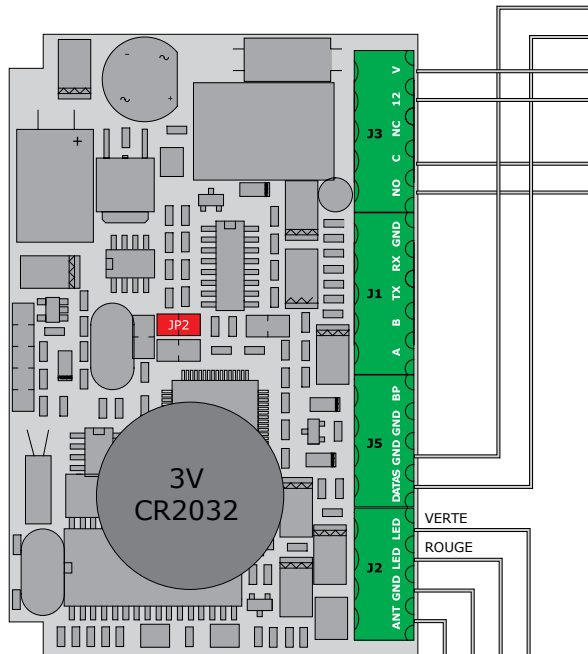 V
12
NC
C
NO
J3
GND
RX
TX
B
A
J1
BP
GND
GND
DATAS
J5
LED
LED
GND
ANT
J2
VERTE
ROUGE
JP2
3V
CR2032
-
~
~
+
+